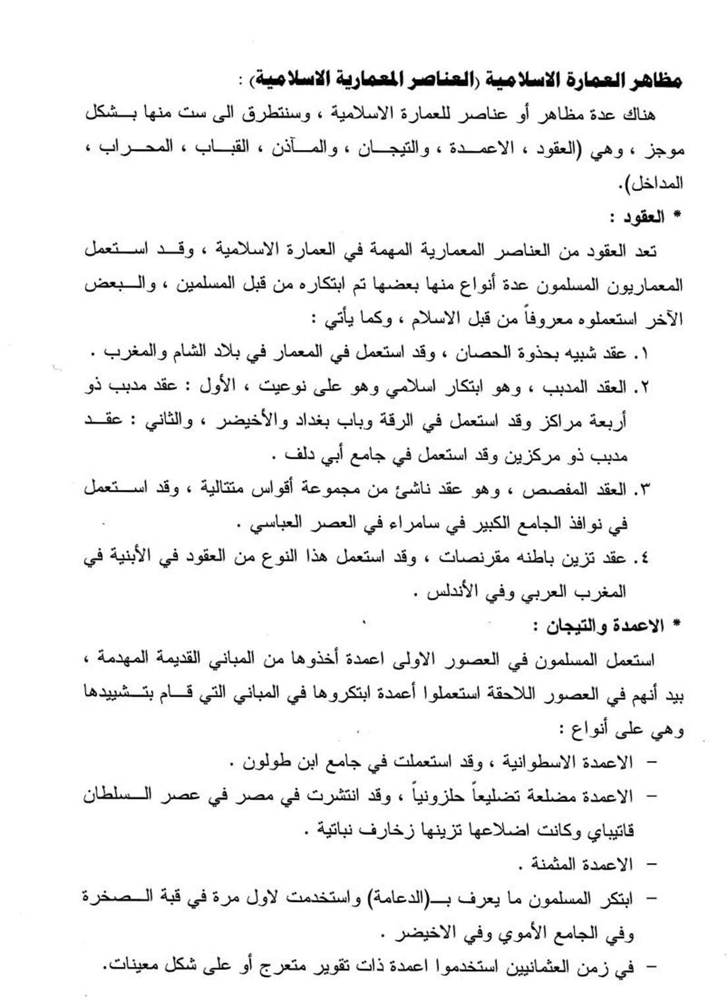 مظاهر العمارة الاسلامية (العناصر المعمارية الاسلامية) :
هناك عدة مظاهر أو عناصر للعمارة الاسلامية ، وسنتطرق الى ست منها بشكل
موجز ، وهي (العقود ، الاعمدة ، والتيجان ، والمآذن ، القباب ، المحراب ،
المداخل).
* العقود :
تعد العقود من العناصر المعمارية المهمة في العمارة الاسلامية ، وقد استعمل
المعماريون المسلمون عدة أنواع منها بعضها تم ابتكاره من قبل المسلمين ، والبعض
الآخر استعملوه معروفاً من قبل الاسلام ، وكما يأتي :
١. عقد شبيه بحذوة الحصان ، وقد استعمل في المعمار في بلاد الشام والمغرب .
٢. العقد المدبب ، وهو ابتكار اسلامي وهو على نوعيت ، الأول : عقد مدبب ذو
أربعة مراكز وقد استعمل في الرقة وباب بغداد والأخيضر ، والثاني : عقد
مدبب ذو مركزين وقد استعمل في جامع أبي دلف .
٣. العقد المفصص ، وهو عقد ناشئ من مجموعة أقواس متتالية ، وقد استعمل
في نوافذ الجامع الكبير في سامراء في العصر العباسي .
٤. عقد تزين باطنه مقرنصات ، وقد استعمل هذا النوع من العقود في الأبنية في
المغرب العربي وفي الأندلس .
* الاعمدة والتيجان :
استعمل المسلمون في العصور الاولى اعمدة أخذوها من المباني القديمة المهدمة ،
بيد أنهم في العصور اللاحقة استعملوا أعمدة ابتكروها في المباني التي قام بتشييدها
وهي على أنواع :
- الاعمدة الاسطوانية ، وقد استعملت في جامع ابن طولون .
- الاعمدة مضلعة تضليعاً حلزونياً ، وقد انتشرت في مصر في عصر السلطان
قاتيباي وكانت اضلاعها تزينها زخارف نباتية .
- الاعمدة المثمنة .
- ابتكر المسلمون ما يعرف بـ(الدعامة) واستخدمت لاول مرة في قبة الصخرة
وفي الجامع الأموي وفي الاخيضر .
- في زمن العثمانيين استخدموا اعمدة ذات تقوير متعرج أو على شكل معينات.